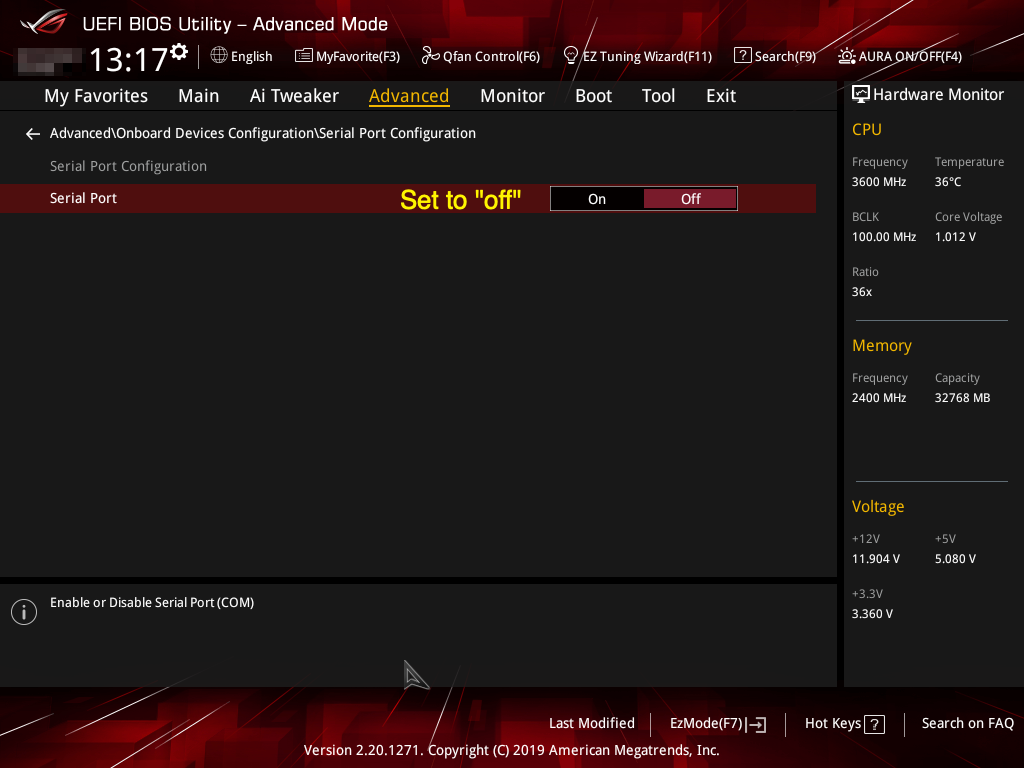 UEFI BIOS Utility – Advanced Mode
13:17 English MyFavorite(F3) Qfan Control(F6) EZ Tuning Wizard(F11) ? Search(F9) AURA ON/OFF(F4)
My Favorites Main Ai Tweaker Advanced Monitor Boot Tool Exit
Advanced\Onboard Devices Configuration\Serial Port Configuration
Serial Port Configuration
Serial Port Set to "off" On Off
Enable or Disable Serial Port (COM)
Hardware Monitor
CPU
Frequency Temperature
3600 MHz 36°C
BCLK Core Voltage
100.00 MHz 1.012 V
Ratio
36x
Memory
Frequency Capacity
2400 MHz 32768 MB
Voltage
+12V +5V
11.904 V 5.080 V
+3.3V
3.360 V
Last Modified EzMode(F7) Hot Keys ? Search on FAQ
Version 2.20.1271. Copyright (C) 2019 American Megatrends, Inc.